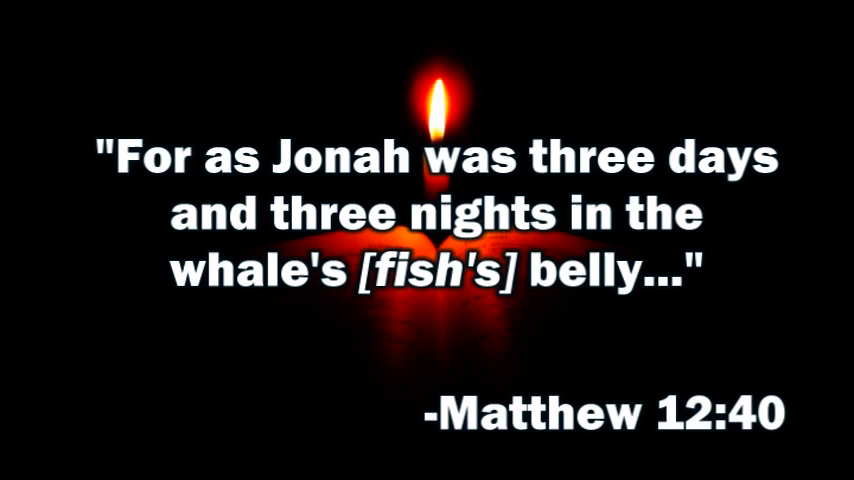 "For as Jonah was three days
and three nights in the
whale's [fish's] belly..."
-Matthew 12:40